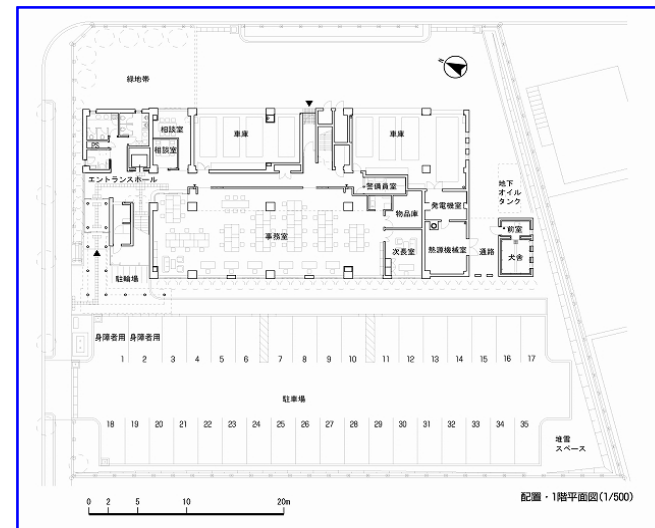 N
緑地帯
相談室
車庫
車庫
相談室
エントランスホール
警備員室
地下
オイル
タンク
物品庫
発電機室
前室
事務室
次長室
熱源機械室
通路
犬舎
駐輪場
身障者用 身障者用
1 2 3 4 5 6 7 8 9 10 11 12 13 14 15 16 17
駐車場
18 19 20 21 22 23 24 25 26 27 28 29 30 31 32 33 34 35
堆雪
スペース
0 2 5 10 20m
配置・1階平面図(1/500)